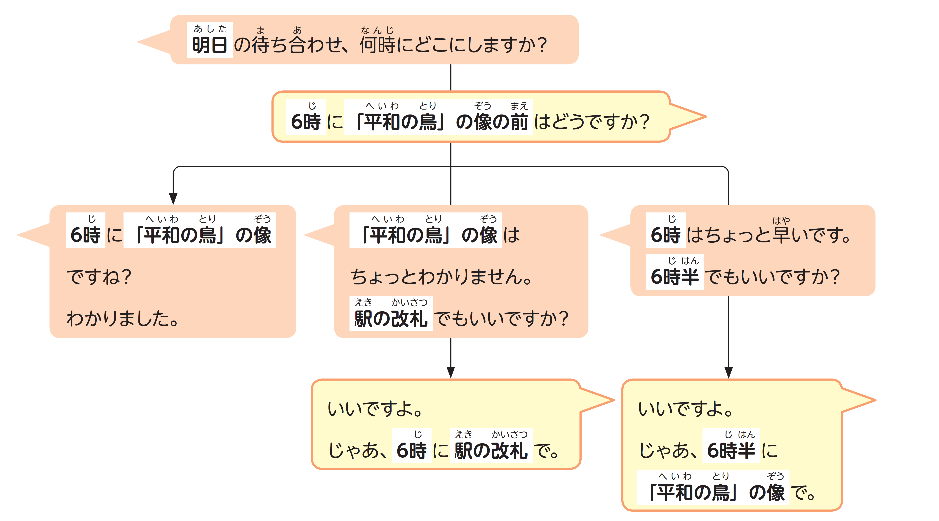 明日の待ち合わせ、何時にどこにしますか?
6時に「平和の鳥」の像の前はどうですか?
6時に「平和の鳥」の像
ですね?
わかりました。
「平和の鳥」の像は
ちょっとわかりません。
駅の改札でもいいですか?
6時はちょっと早いです。
6時半でもいいですか?
いいですよ。
じゃあ、6時に駅の改札で。
いいですよ。
じゃあ、6時半に
「平和の鳥」の像で。